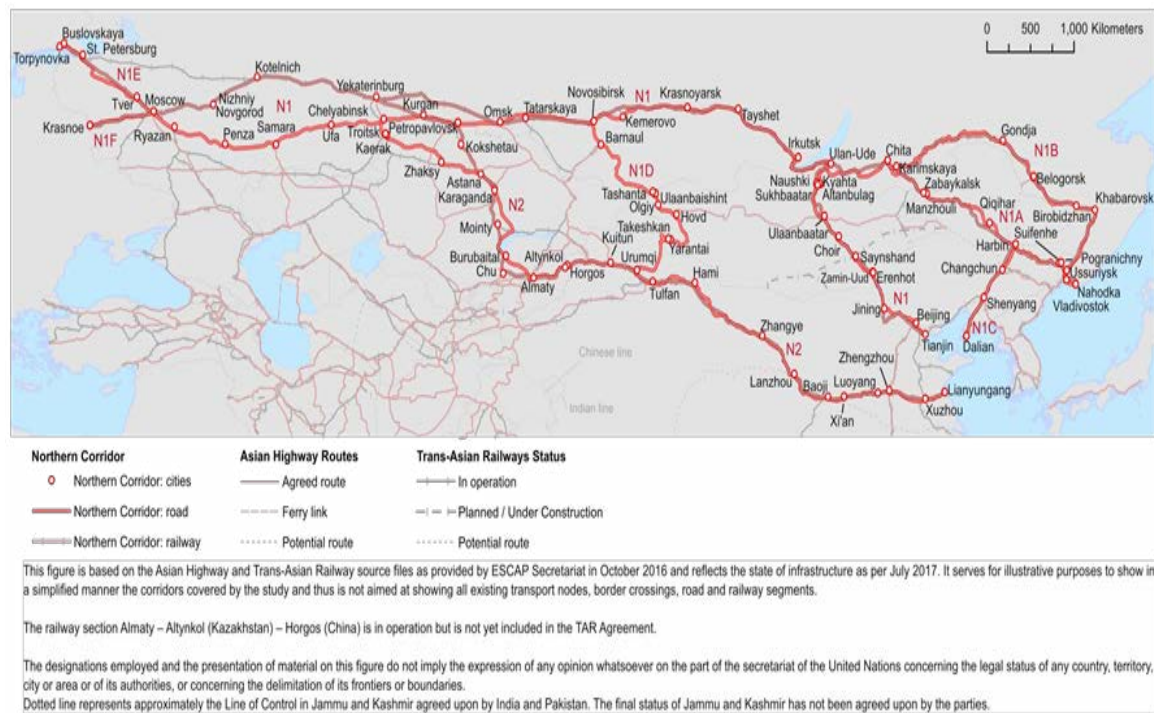 0 500 1,000 Kilometers
Buslovskaya
St. Petersburg
Torpynovka
N1E
Kotelnich
Yekaterinburg
Novosibirsk
N1
Krasnoyarsk
Tver
Moscow
Nizhniy
Novgorod
N1
Chelyabinsk
Kurgan
Omsk
Tatarskaya
Kemerovo
Tayshet
Krasnoe
N1F
Ryazan
Penza
Samara
Ufa
Troitsk
Kaerak
Petropavlovsk
Kokshetau
Barnaul
Irkutsk
Ulan-Ude
Chita
Karimskaya
Gondja
N1B
Zhaksy
Astana
Karaganda
N2
N1D
Tashanta
Olgiy
Ulaanbaishint
Naushki
Kyahta
Sukhbaatar
Altanbulag
Zabaykalsk
Manzhouli
Qiqihar
N1A
Belogorsk
Khabarovsk
Birobidzhan
Mointy
Takeshkan
Hovd
Yarantai
Ulaanbaatar
Choir
Suifenhe
Harbin
Pogranichny
Burubaital
Chu
Altynkol
Horgos
Kuitun
Urumqi
Hami
Saynshand
Zamin-Uud
Erenhot
Changchun
Ussuriysk
Nahodka
Vladivostok
Almaty
Tulfan
N1
Jining
Beijing
Shenyang
N1C
Tianjin
Dalian
Zhangye
Chinese line
N2
Zhengzhou
Lanzhou
Baoji
Luoyang
Lianyungang
Indian line
Xi'an
Xuzhou
Northern Corridor
Northern Corridor: cities
Northern Corridor: road
Northern Corridor: railway
Asian Highway Routes
Agreed route
Ferry link
Potential route
Trans-Asian Railways Status
In operation
Planned / Under Construction
Potential route
This figure is based on the Asian Highway and Trans-Asian Railway source files as provided by ESCAP Secretariat in October 2016 and reflects the state of infrastructure as per July 2017. It serves for illustrative purposes to show in
a simplified manner the corridors covered by the study and thus is not aimed at showing all existing transport nodes, border crossings, road and railway segments.
The railway section Almaty – Altynkol (Kazakhstan) – Horgos (China) is in operation but is not yet included in the TAR Agreement.
The designations employed and the presentation of material on this figure do not imply the expression of any opinion whatsoever on the part of the secretariat of the United Nations concerning the legal status of any country, territory,
city or area or of its authorities, or concerning the delimitation of its frontiers or boundaries.
Dotted line represents approximately the Line of Control in Jammu and Kashmir agreed upon by India and Pakistan. The final status of Jammu and Kashmir has not been agreed upon by the parties.